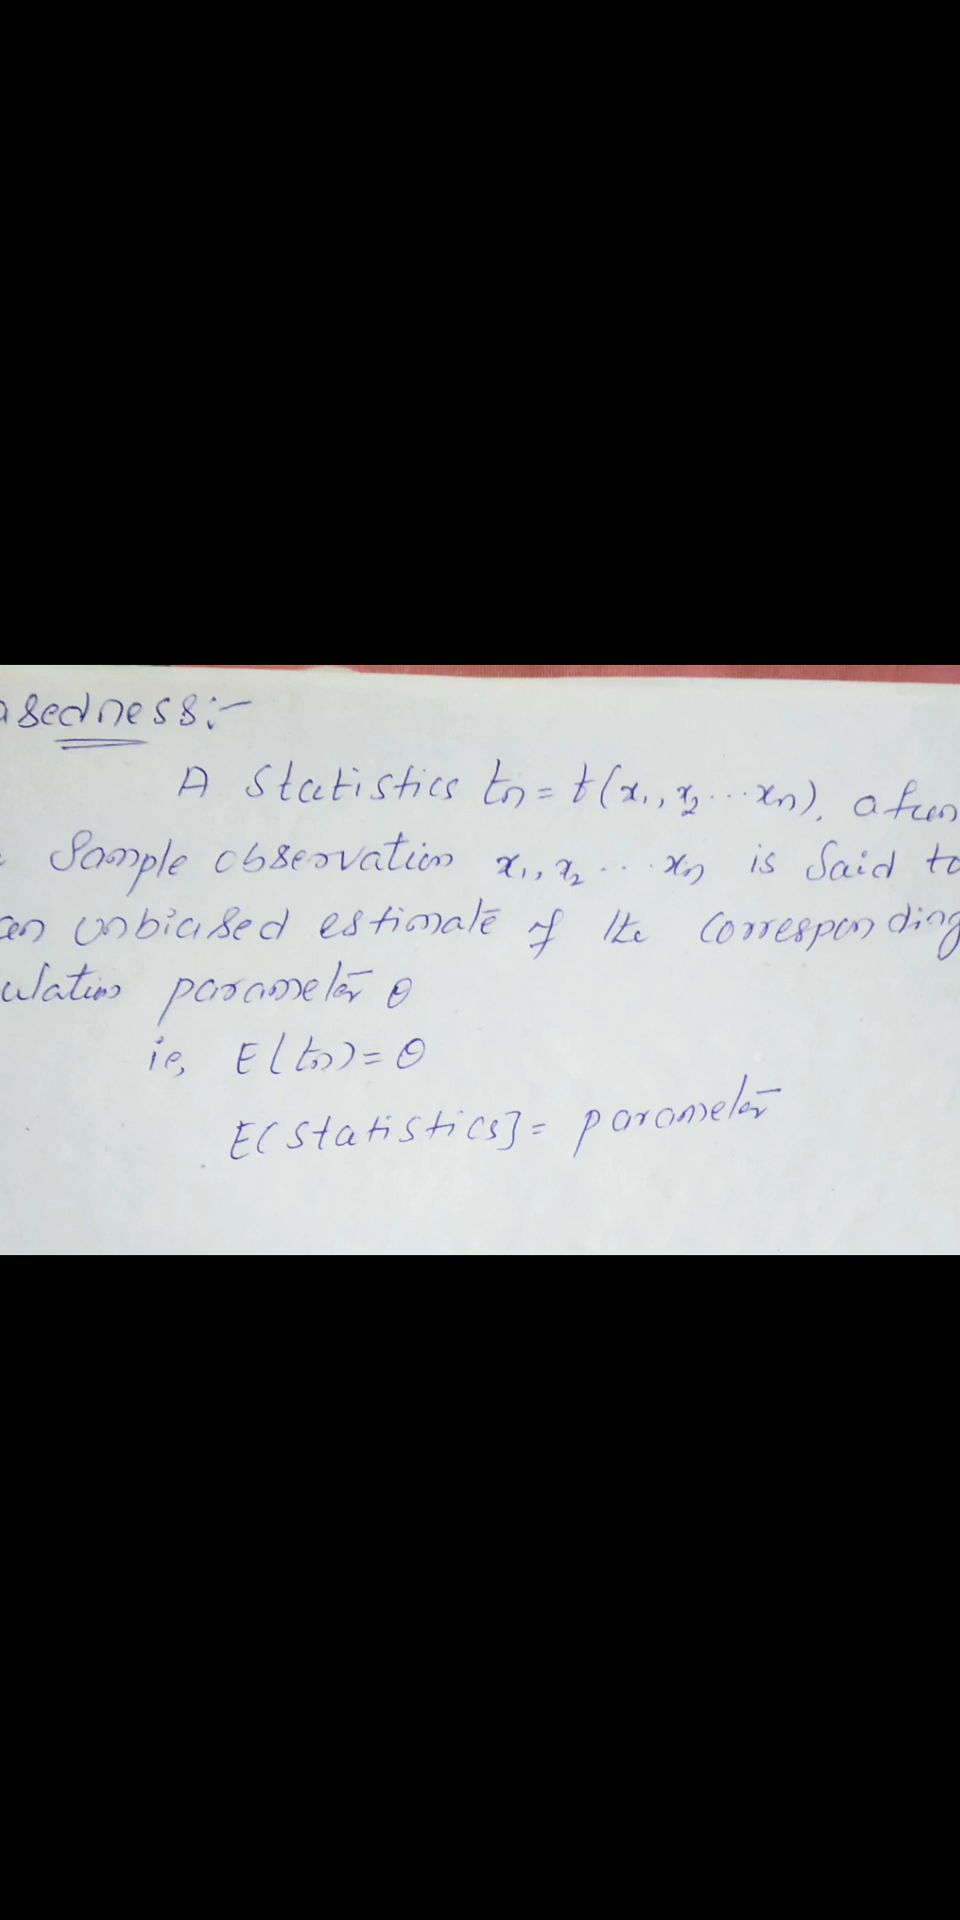 asedness:-
A Statistics tn = t(x1, x2 ... xn), a fun
Sample observation x1, x2 ... xn is Said to
an unbiased estimate of the corresponding
ulation parameter θ
ie, E(tn) = θ
E(Statistics] = parameter